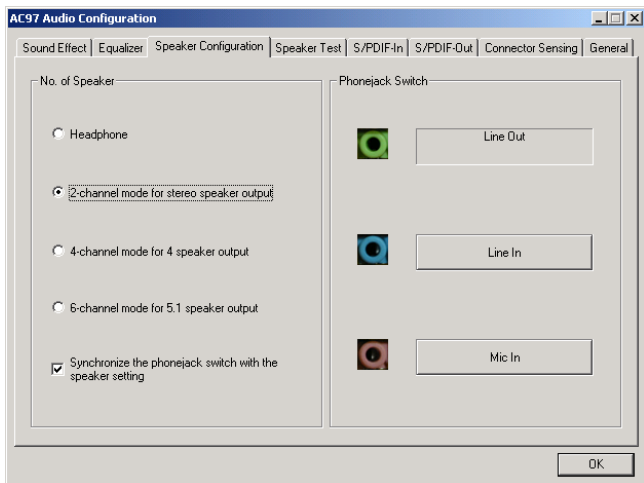 AC97 Audio Configuration
Sound Effect
Equalizer
Speaker Configuration
Speaker Test
S/PDIF-In
S/PDIF-Out
Connector Sensing
General
No. of Speaker
Headphone
2-channel mode for stereo speaker output
4-channel mode for 4 speaker output
6-channel mode for 5.1 speaker output
Synchronize the phonejack switch with the
speaker setting
Phonejack Switch
Line Out
Line In
Mic In
OK